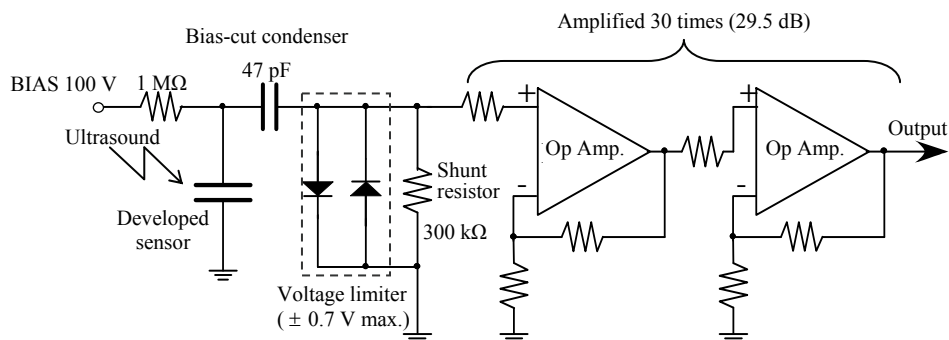 Amplified 30 times (29.5 dB)
Bias-cut condenser
47 pF
BIAS 100 V
1 MΩ
Ultrasound
Developed
sensor
Shunt
resistor
300 kΩ
Voltage limiter
( ± 0.7 V max.)
+
Op Amp.
-
+
Op Amp.
-
Output